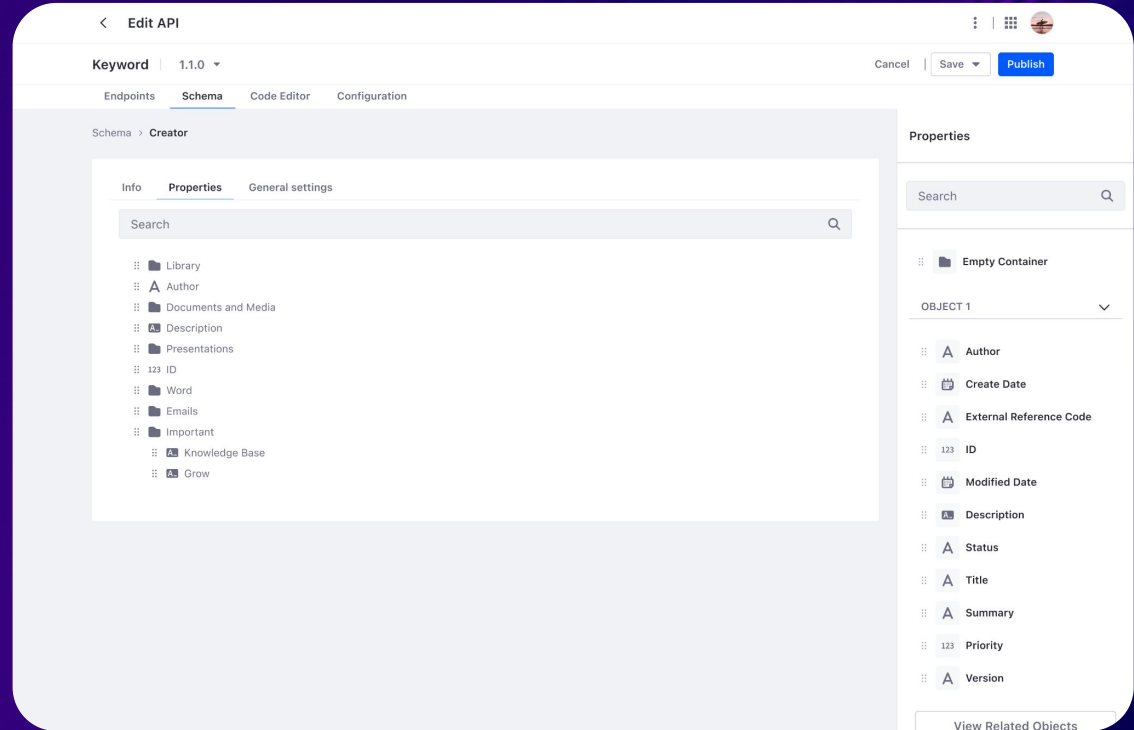 Edit API
Keyword 1.1.0 Cancel | Save Publish
Endpoints Schema Code Editor Configuration
Schema > Creator
Info Properties General settings
Search
Library
A Author
Documents and Media
A.. Description
Presentations
123 ID
Word
Emails
Important
A.. Knowledge Base
A.. Grow
Properties
Search
Empty Container
OBJECT 1
A Author
Create Date
A External Reference Code
123 ID
Modified Date
A.. Description
A Status
A Title
A Summary
123 Priority
A Version
View Related Objects